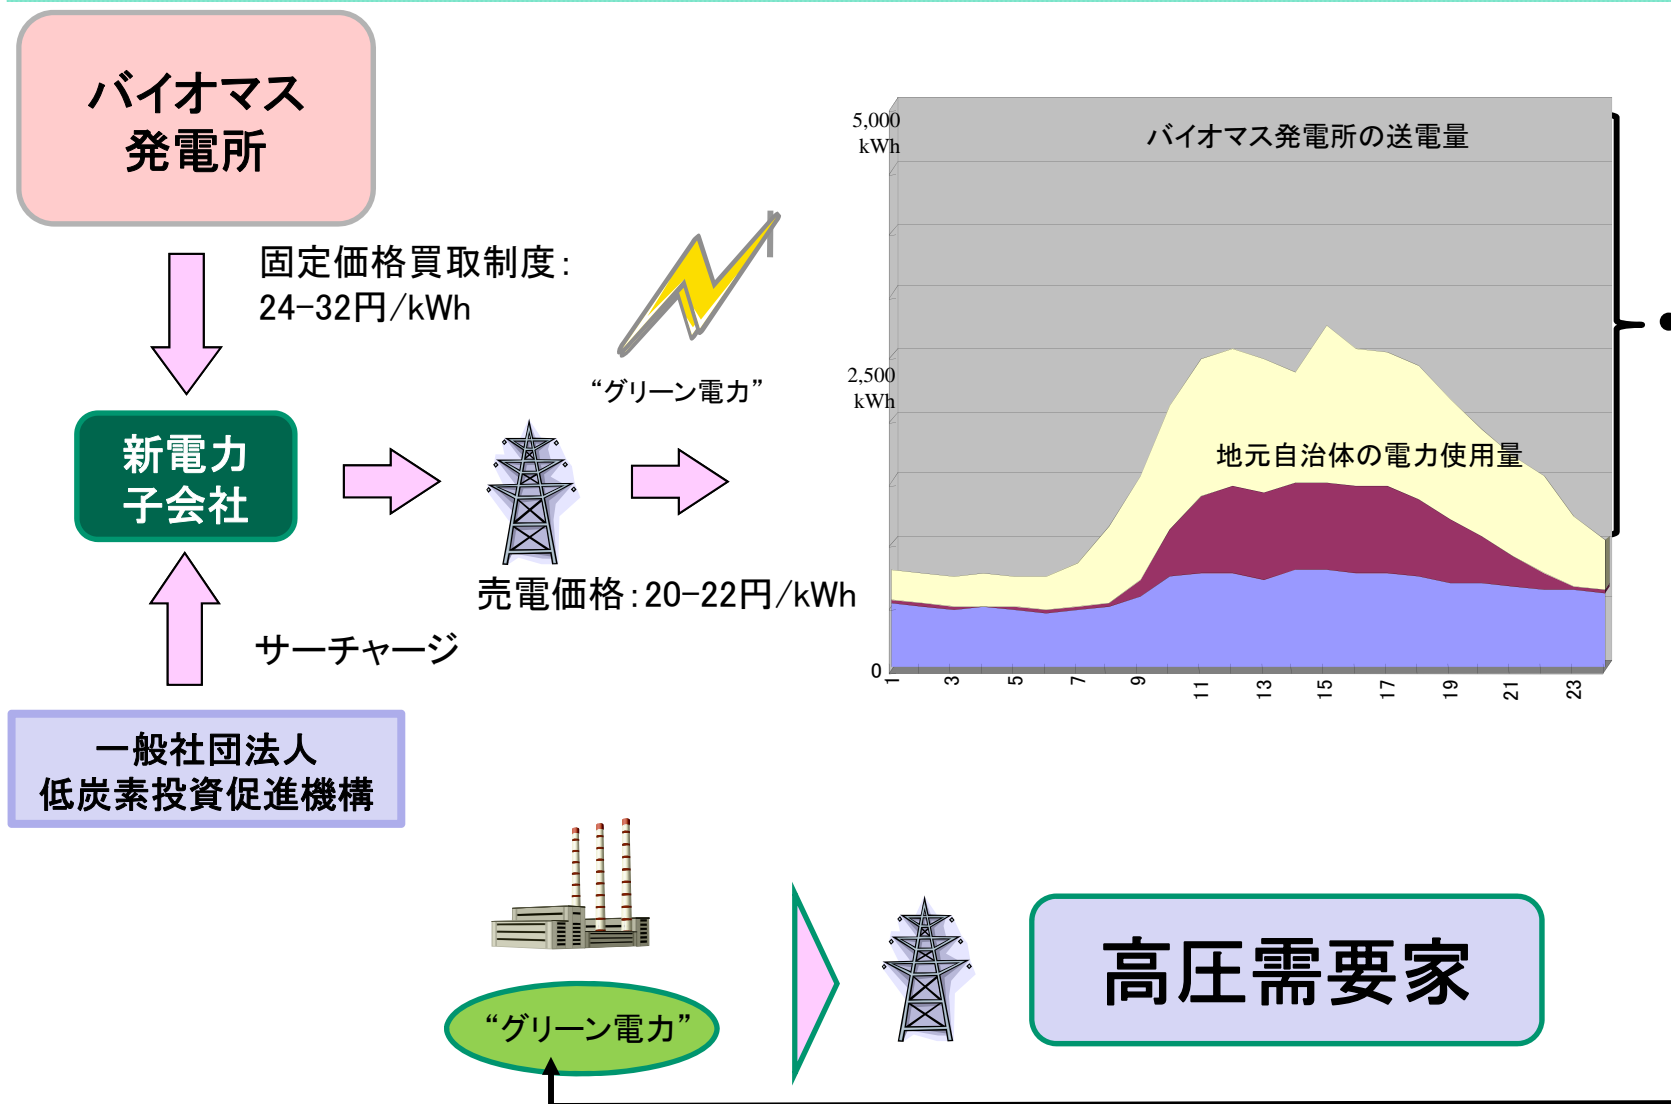 バイオマス
発電所
固定価格買取制度：
24-32円/kWh
“グリーン電力”
新電力
子会社
売電価格：20-22円/kWh
サーチャージ
一般社団法人
低炭素投資促進機構
5,000
kWh
バイオマス発電所の送電量
2,500
kWh
地元自治体の電力使用量
0
1 3 5 7 9 11 13 15 17 19 21 23
“グリーン電力”
高圧需要家